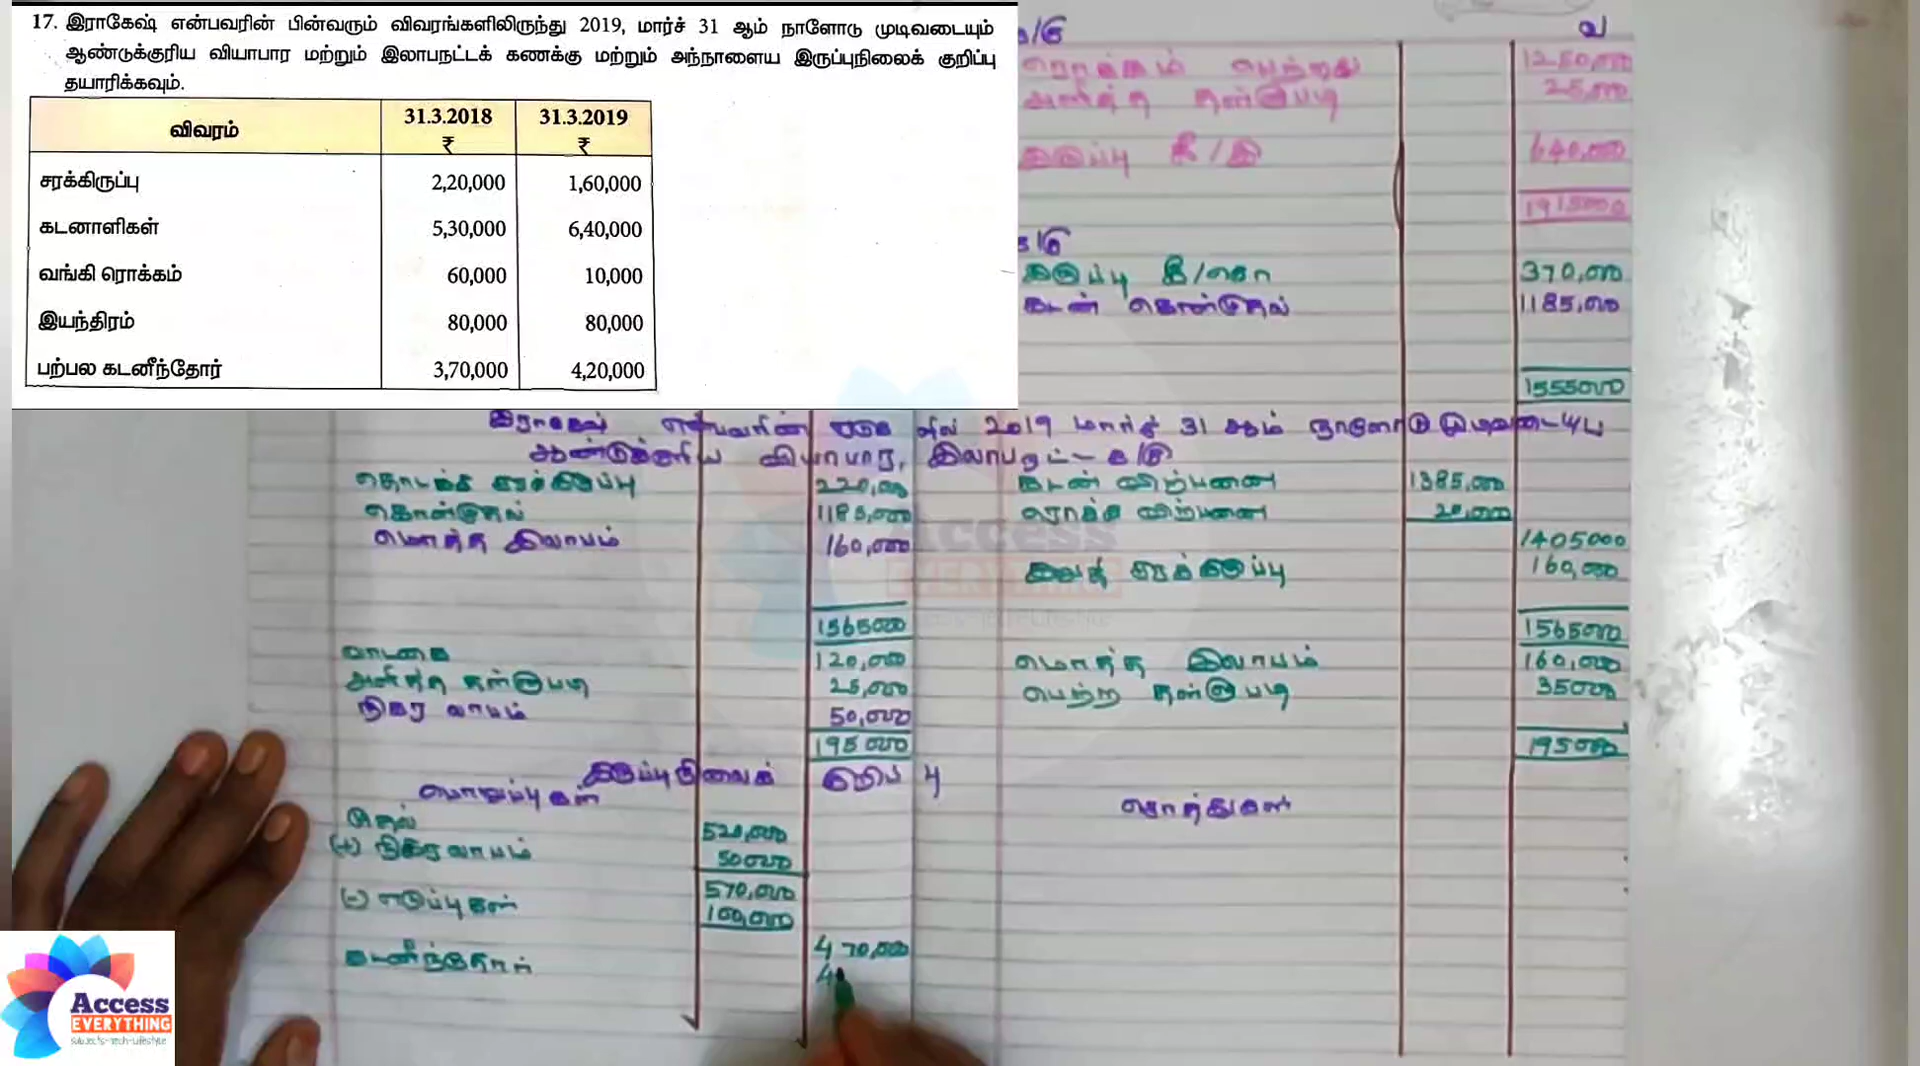 17. இராகேஷ் என்பவரின் பின்வரும் விவரங்களிலிருந்து 2019, மார்ச் 31 ஆம் நாளோடு முடிவடையும்
ஆண்டுக்குரிய வியாபார மற்றும் இலாபநட்டக் கணக்கு மற்றும் அந்நாளைய இருப்புநிலைக் குறிப்பு
தயாரிக்கவும்.
விவரம் 31.3.2018 ₹ 31.3.2019 ₹
சரக்கிருப்பு 2,20,000 1,60,000
கடனாளிகள் 5,30,000 6,40,000
வங்கி ரொக்கம் 60,000 10,000
இயந்திரம் 80,000 80,000
பற்பல கடனீந்தோர் 3,70,000 4,20,000
ரொக்கம் பெற்றது 1250,000
அளித்த தள்ளுபடி 25,000
இருப்பு கீ/இ 640,000
1915000
இருப்பு கீ/கொ 370,000
கடன் கொள்முதல் 1185,000
1555000
என்பவரின் 2019 மார்ச் 31 ஆம் நாளோடு முடிவடையும்
ஆண்டுக்குரிய வியாபார, இலாபநட்ட க/கு
தொடக்க சரக்கிருப்பு 220,000 கடன் விற்பனை 1385,000
கொள்முதல் 1185,000 ரொக்க விற்பனை 20,000
மொத்த இலாபம் 160,000 1405000
இறுதி சரக்கிருப்பு 160,000
1565000 1565000
வாடகை 120,000 மொத்த இலாபம் 160,000
அளித்த தள்ளுபடி 25,000 பெற்ற தள்ளுபடி 35000
நிகர லாபம் 50,000
195000 195000
இருப்புநிலைக் குறிப்பு
பொறுப்புகள் சொத்துகள்
முதல் 520,000
(+) நிகர லாபம் 50000
570,000
(-) எடுப்புகள் 100,000
470,000
கடனீந்தோர் 4
Access
EVERYTHING
Access
EVERYTHING
subjects-tech-lifestyle